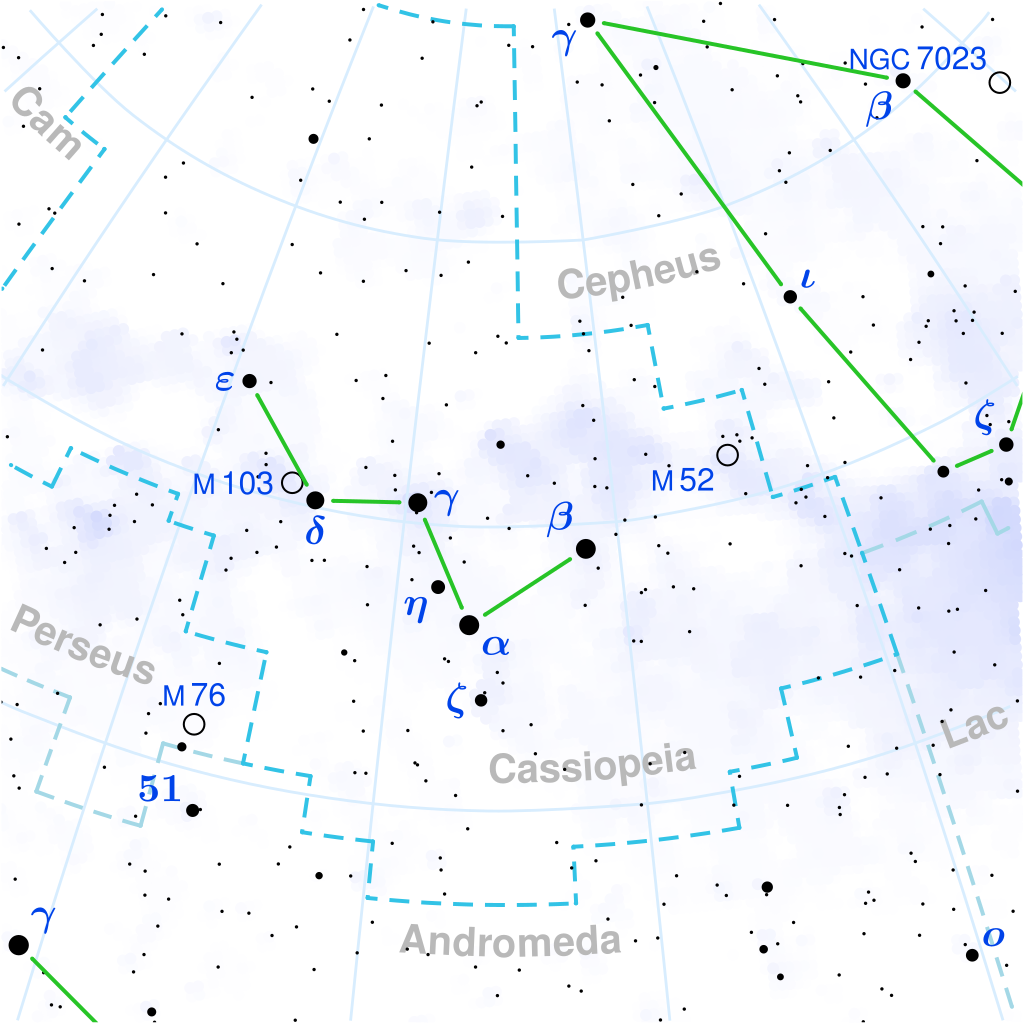 γ
NGC 7023
β
Cam
Cepheus
ι
ε
ζ
M 103
M 52
δ
γ
β
η
α
Perseus
M 76
ζ
Lac
Cassiopeia
51
γ
Andromeda
ο